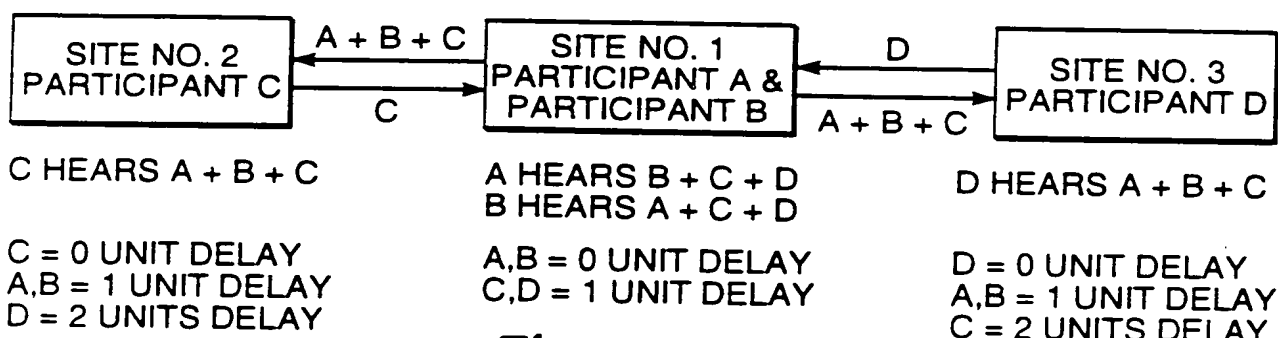 SITE NO. 2
PARTICIPANT C
A + B + C
C
SITE NO. 1
PARTICIPANT A &
PARTICIPANT B
D
A + B + C
SITE NO. 3
PARTICIPANT D
C HEARS A + B + C
A HEARS B + C + D
B HEARS A + C + D
D HEARS A + B + C
C = 0 UNIT DELAY
A,B = 1 UNIT DELAY
D = 2 UNITS DELAY
A,B = 0 UNIT DELAY
C,D = 1 UNIT DELAY
D = 0 UNIT DELAY
A,B = 1 UNIT DELAY
C = 2 UNITS DELAY